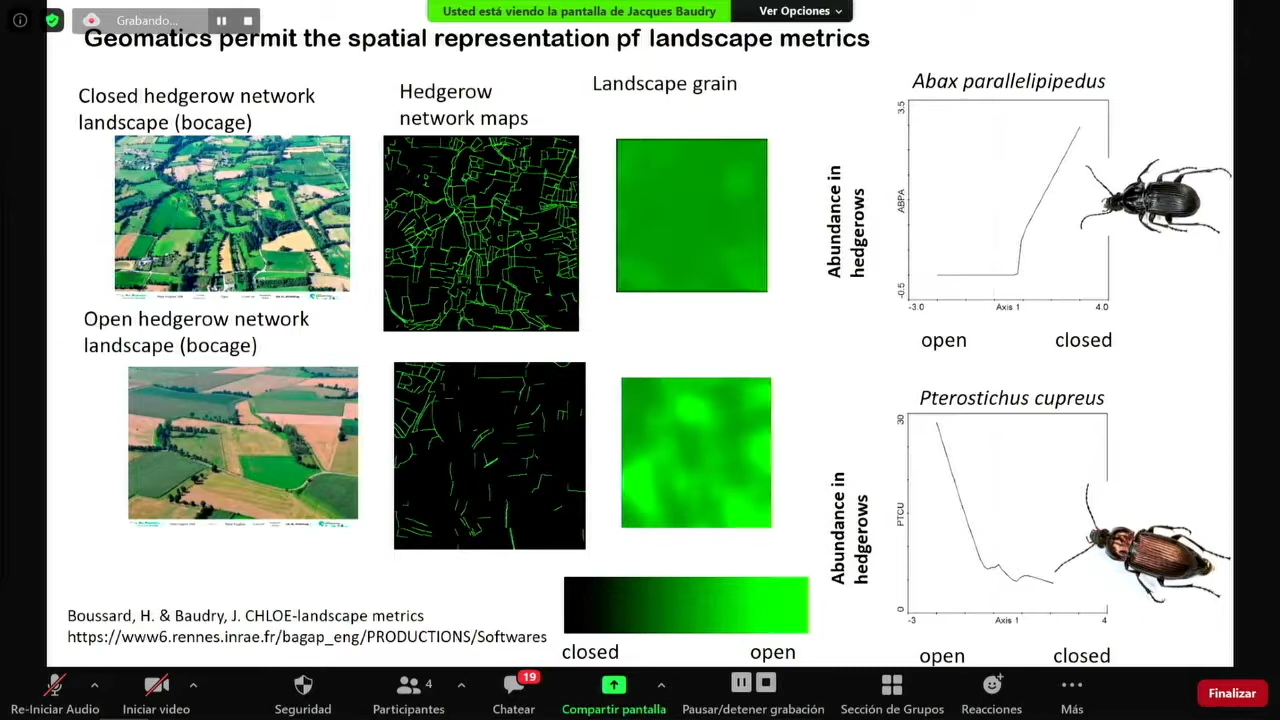 Grabando...
Usted está viendo la pantalla de Jacques Baudry
Ver Opciones
Geomatics permit the spatial representation pf landscape metrics
Closed hedgerow network
landscape (bocage)
Hedgerow
network maps
Landscape grain
Abax parallelipipedus
Abundance in
hedgerows
3.5
ABPA
-0.5
-3.0
Axis 1
4.0
open
closed
Open hedgerow network
landscape (bocage)
Pterostichus cupreus
Abundance in
hedgerows
30
PTCU
0
-3
Axis 1
4
open
closed
closed
open
Boussard, H. & Baudry, J. CHLOE-landscape metrics
https://www6.rennes.inrae.fr/bagap_eng/PRODUCTIONS/Softwares
Re-Iniciar Audio
Iniciar video
Seguridad
4
Participantes
19
Chatear
Compartir pantalla
Pausar/detener grabación
Sección de Grupos
Reacciones
Más
Finalizar